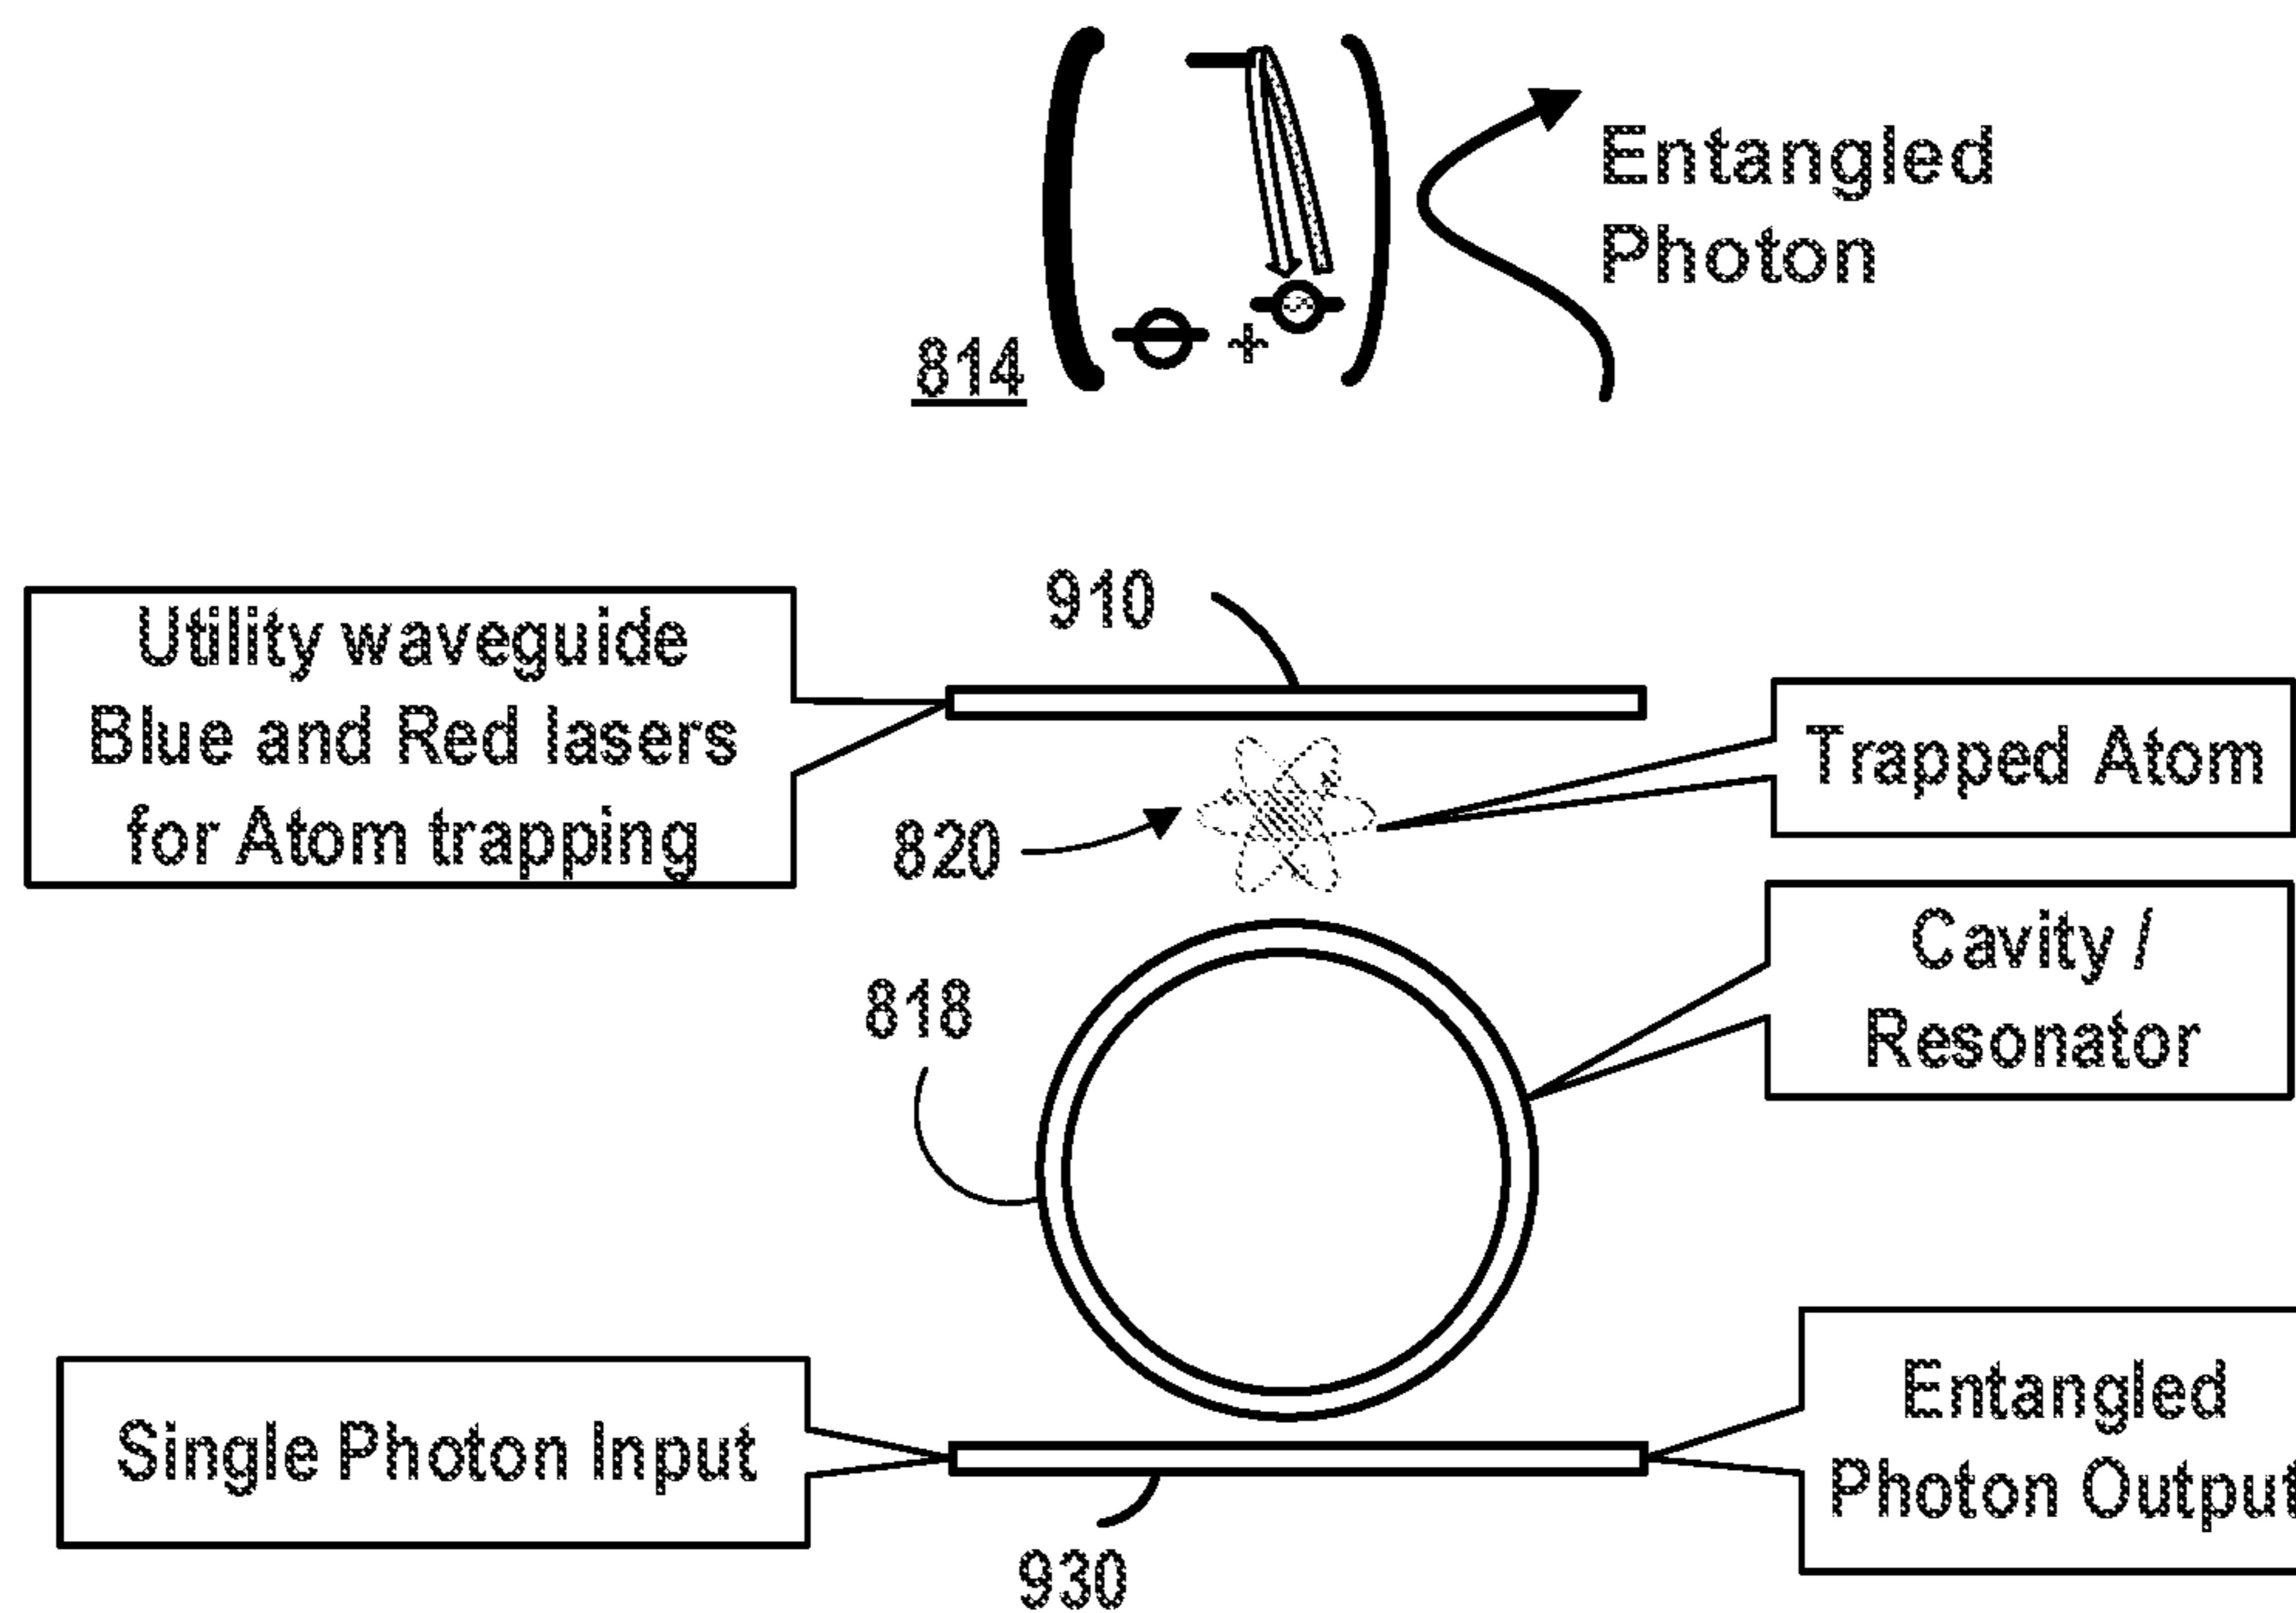 Entangled
Photon
814
910
Utility waveguide
Blue and Red lasers
for Atom trapping
Trapped Atom
820
Cavity /
Resonator
818
Entangled
Photon Output
Single Photon Input
930